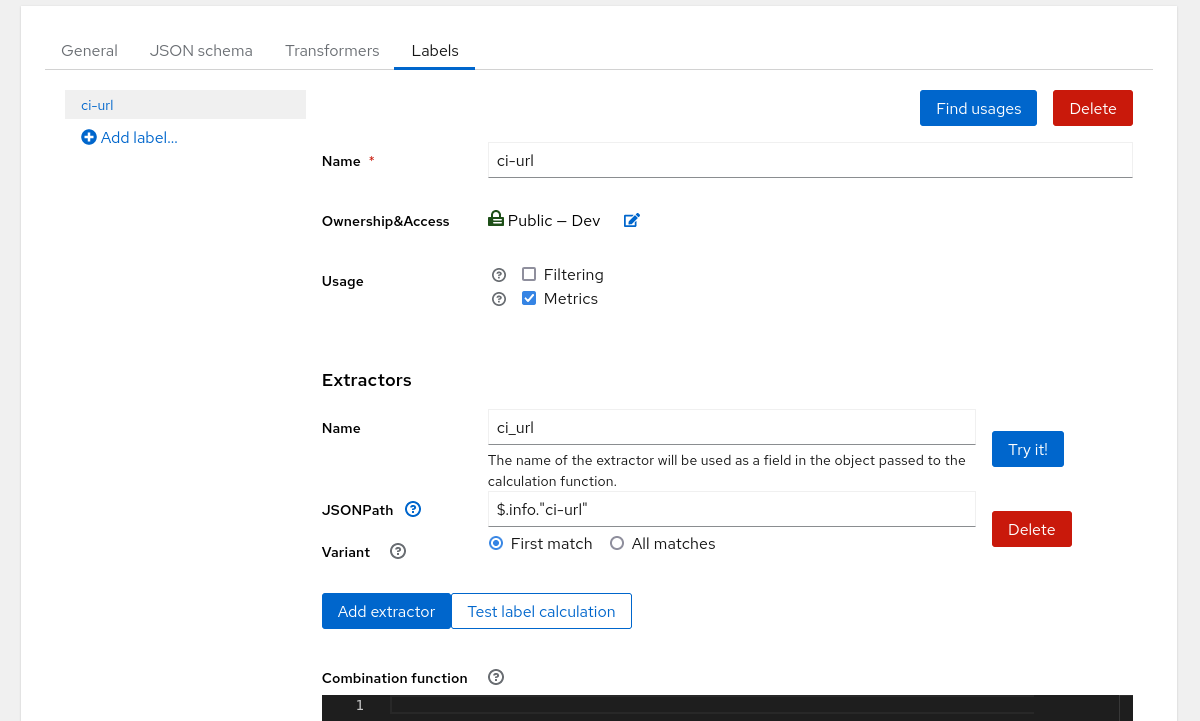 General JSON schema Transformers Labels
ci-url
Find usages Delete
Add label...
Name * ci-url
Ownership&Access Public — Dev
Usage
Filtering
Metrics
Extractors
Name ci_url
Try it!
The name of the extractor will be used as a field in the object passed to the
calculation function.
JSONPath $.info."ci-url"
Delete
Variant First match All matches
Add extractor Test label calculation
Combination function
1